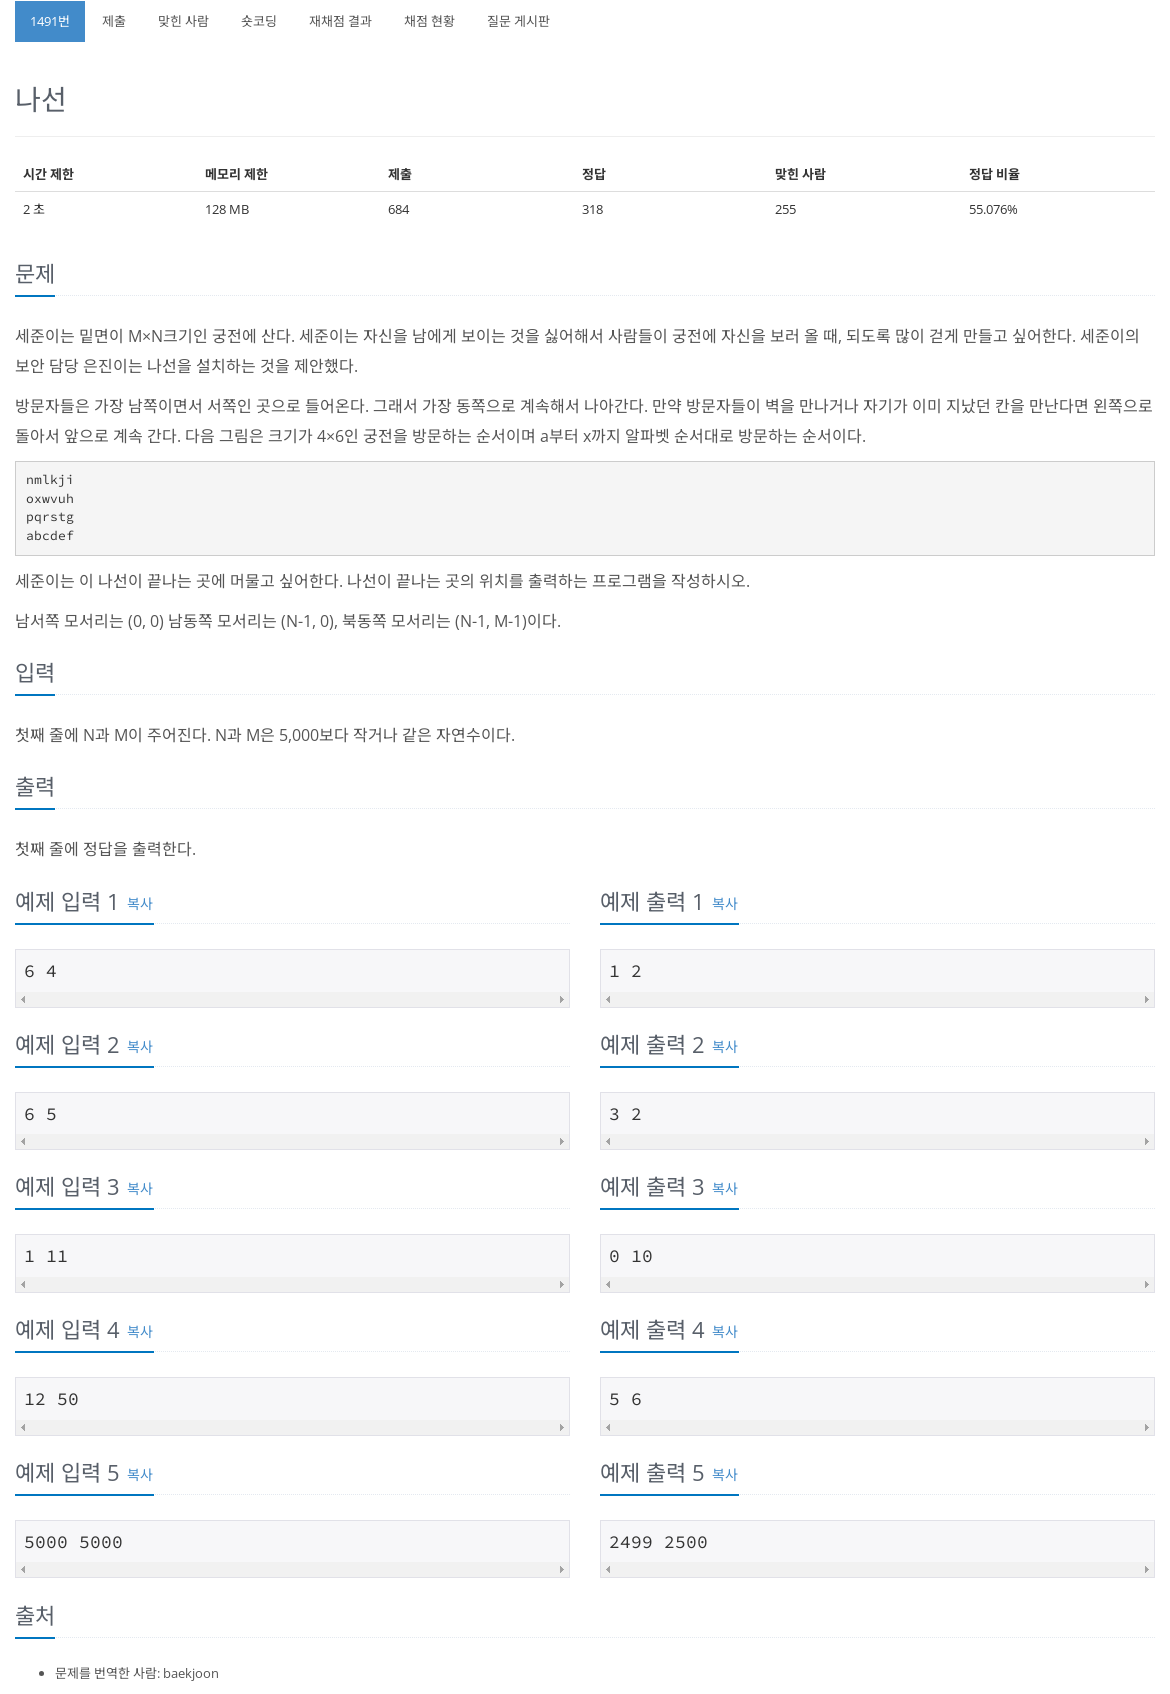 1491번 제출 맞힌 사람 숏코딩 재채점 결과 채점 현황 질문 게시판
나선
시간 제한 메모리 제한 제출 정답 맞힌 사람 정답 비율
2 초 128 MB 684 318 255 55.076%
문제
세준이는 밑면이 M×N크기인 궁전에 산다. 세준이는 자신을 남에게 보이는 것을 싫어해서 사람들이 궁전에 자신을 보러 올 때, 되도록 많이 걷게 만들고 싶어한다. 세준이의
보안 담당 은진이는 나선을 설치하는 것을 제안했다.
방문자들은 가장 남쪽이면서 서쪽인 곳으로 들어온다. 그래서 가장 동쪽으로 계속해서 나아간다. 만약 방문자들이 벽을 만나거나 자기가 이미 지났던 칸을 만난다면 왼쪽으로
돌아서 앞으로 계속 간다. 다음 그림은 크기가 4×6인 궁전을 방문하는 순서이며 a부터 x까지 알파벳 순서대로 방문하는 순서이다.
nmlkji
oxwvuh
pqrstg
abcdef
세준이는 이 나선이 끝나는 곳에 머물고 싶어한다. 나선이 끝나는 곳의 위치를 출력하는 프로그램을 작성하시오.
남서쪽 모서리는 (0, 0) 남동쪽 모서리는 (N-1, 0), 북동쪽 모서리는 (N-1, M-1)이다.
입력
첫째 줄에 N과 M이 주어진다. N과 M은 5,000보다 작거나 같은 자연수이다.
출력
첫째 줄에 정답을 출력한다.
예제 입력 1 복사 예제 출력 1 복사
6 4 1 2
예제 입력 2 복사 예제 출력 2 복사
6 5 3 2
예제 입력 3 복사 예제 출력 3 복사
1 11 0 10
예제 입력 4 복사 예제 출력 4 복사
12 50 5 6
예제 입력 5 복사 예제 출력 5 복사
5000 5000 2499 2500
출처
문제를 번역한 사람: baekjoon